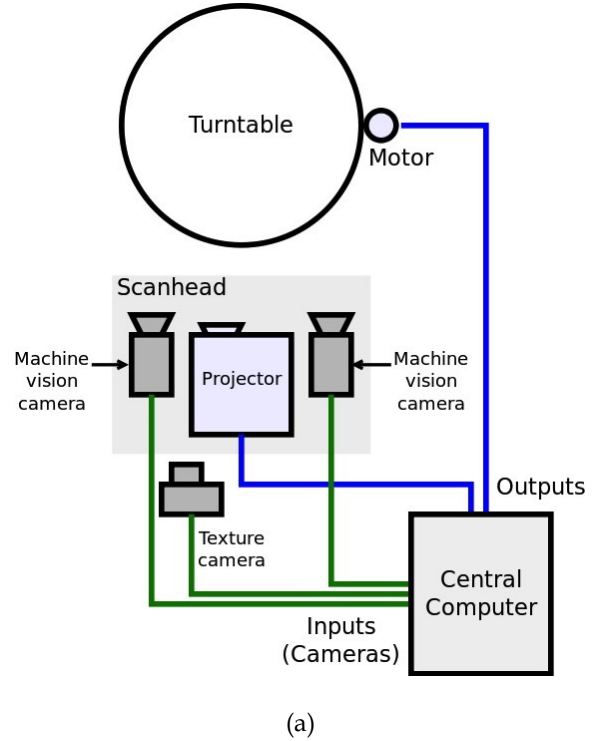 Turntable
Motor
Scanhead
Machine
vision
camera
Projector
Machine
vision
camera
Outputs
Texture
camera
Central
Computer
Inputs
(Cameras)
(a)